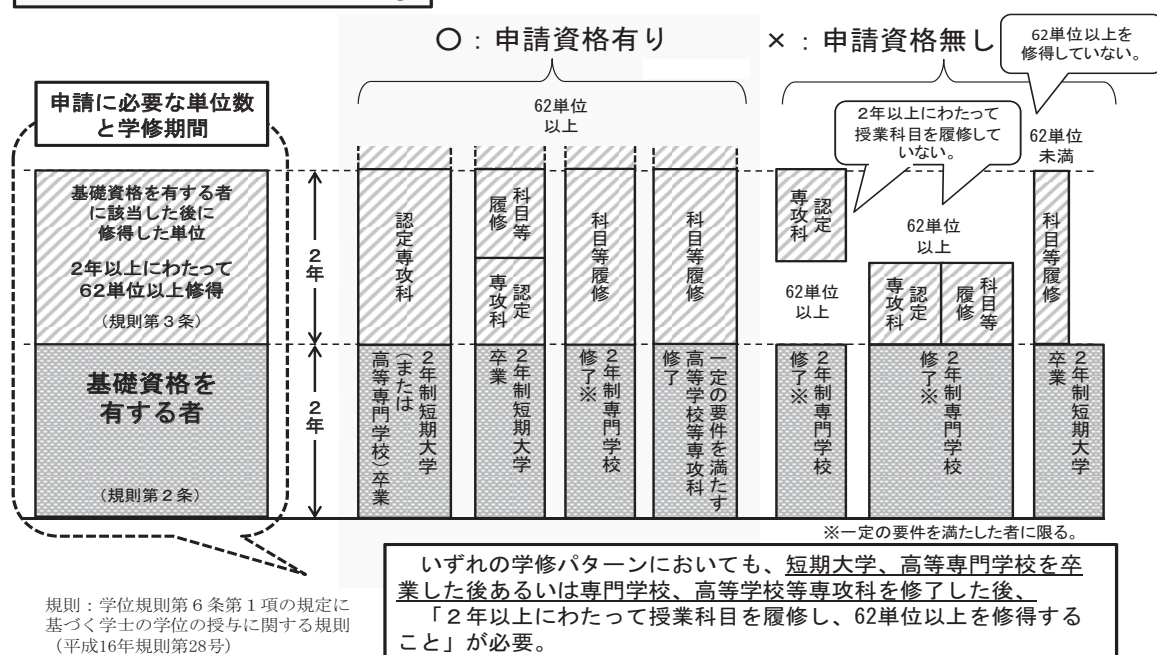 〇：申請資格有り
×：申請資格無し
62単位以上を
修得していない。
申請に必要な単位数
と学修期間
62単位
以上
2年以上にわたって
授業科目を履修して
いない。
62単位
未満
基礎資格を有する者
に該当した後に
修得した単位
2年以上にわたって
62単位以上修得
（規則第３条）
2年
認定専攻科
科目等
履修
認定
専攻科
科目等履修
科目等履修
認定
専攻科
62単位
以上
62単位
以上
認定
専攻科
科目等
履修
科目等履修
基礎資格を
有する者
（規則第２条）
2年
２年制短期大学
（または
高等専門学校）卒業
２年制短期大学
卒業
２年制専門学校
修了※
一定の要件を満たす
高等学校等専攻科
修了
２年制専門学校
修了※
２年制専門学校
修了※
２年制短期大学
卒業
※一定の要件を満たした者に限る。
いずれの学修パターンにおいても、短期大学、高等専門学校を卒
業した後あるいは専門学校、高等学校等専攻科を修了した後、
「２年以上にわたって授業科目を履修し、62単位以上を修得する
こと」が必要。
規則：学位規則第６条第１項の規定に
基づく学士の学位の授与に関する規則
（平成16年規則第28号）